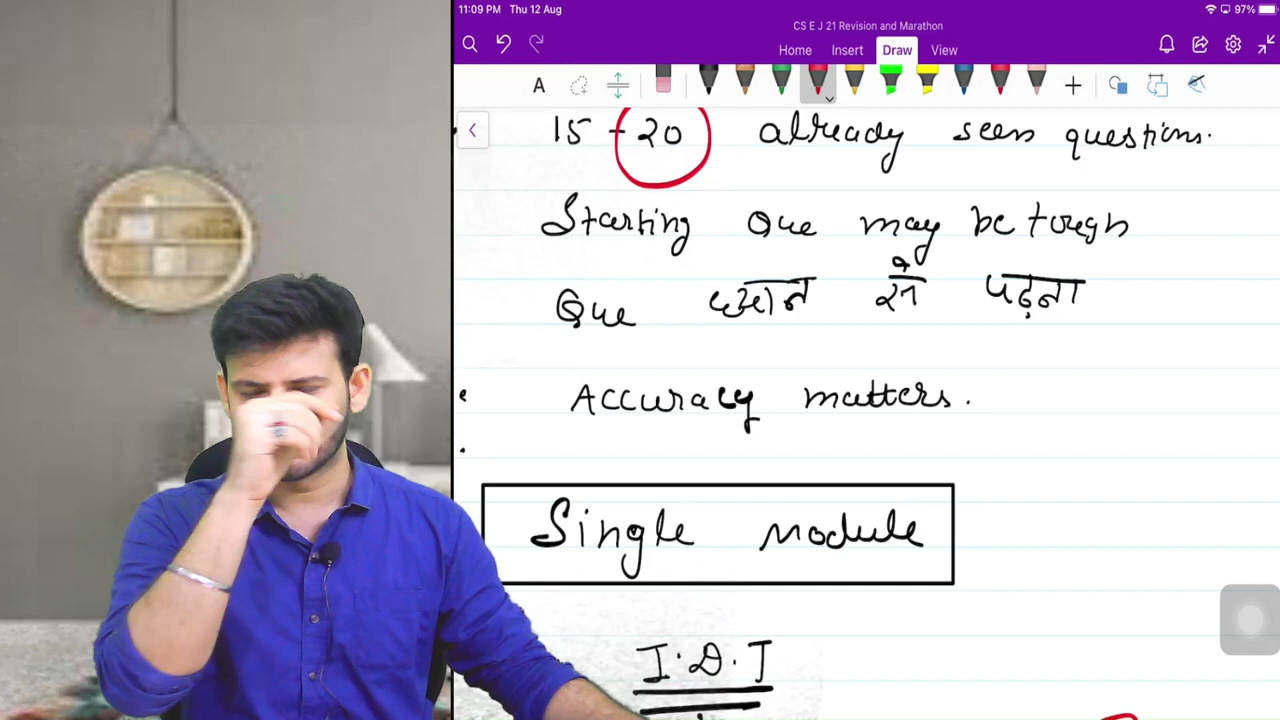 11:09 PM Thu 12 Aug
97%
CS E J 21 Revision and Marathon
Home Insert Draw View
A
15 - 20 already seen questions.
Starting Que may be tough
Que ध्यान से पढ़ना
Accuracy matters.
Single module
I.D.T